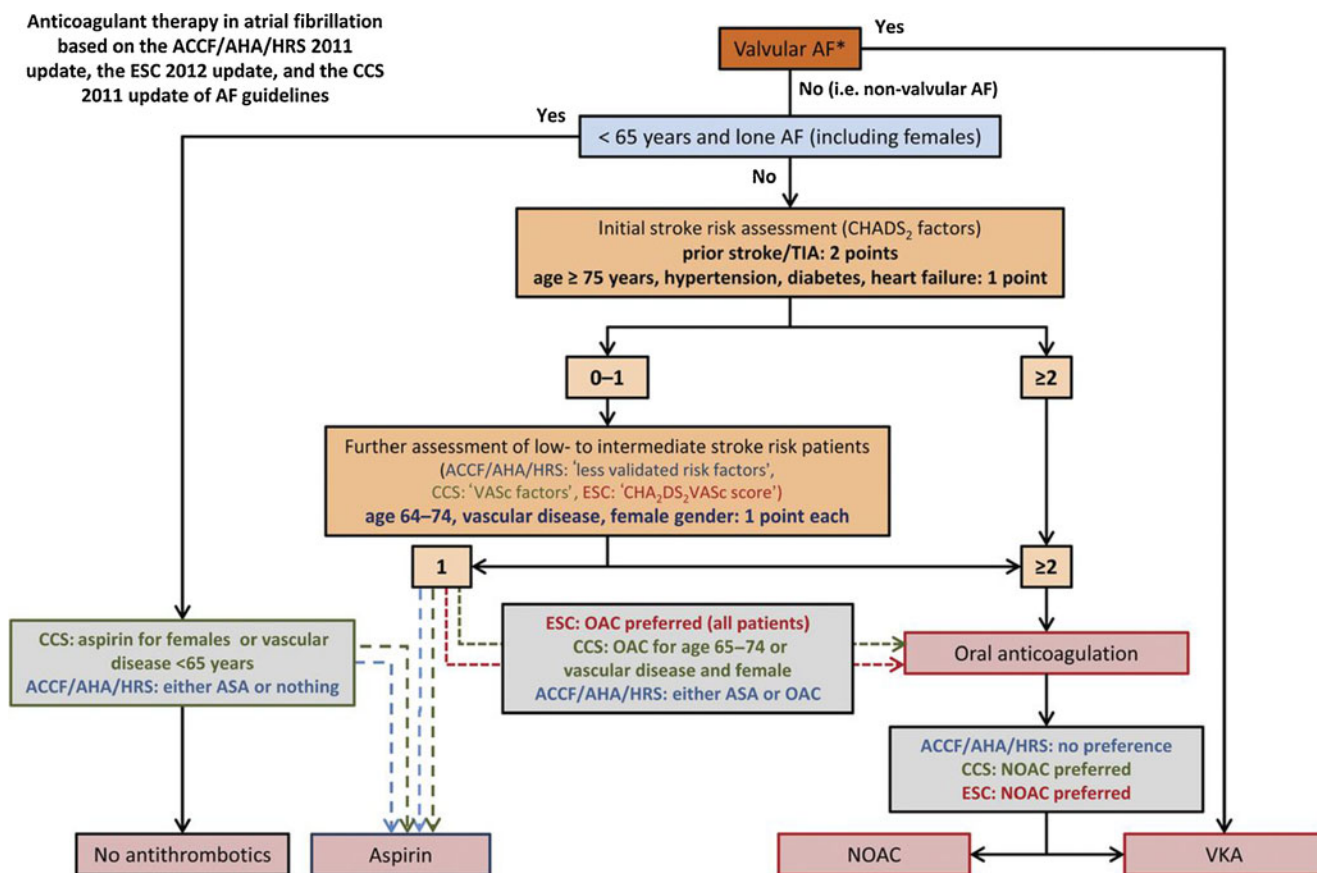 Anticoagulant therapy in atrial fibrillation
based on the ACCF/AHA/HRS 2011
update, the ESC 2012 update, and the CCS
2011 update of AF guidelines
Valvular AF*
Yes
No (i.e. non-valvular AF)
Yes
< 65 years and lone AF (including females)
No
Initial stroke risk assessment (CHADS₂ factors)
prior stroke/TIA: 2 points
age ≥ 75 years, hypertension, diabetes, heart failure: 1 point
0–1
≥2
Further assessment of low- to intermediate stroke risk patients
(ACCF/AHA/HRS: ‘less validated risk factors’,
CCS: ‘VASc factors’, ESC: ‘CHA₂DS₂VASc score’)
age 64–74, vascular disease, female gender: 1 point each
1
≥2
CCS: aspirin for females or vascular
disease <65 years
ACCF/AHA/HRS: either ASA or nothing
ESC: OAC preferred (all patients)
CCS: OAC for age 65–74 or
vascular disease and female
ACCF/AHA/HRS: either ASA or OAC
Oral anticoagulation
ACCF/AHA/HRS: no preference
CCS: NOAC preferred
ESC: NOAC preferred
No antithrombotics
Aspirin
NOAC
VKA